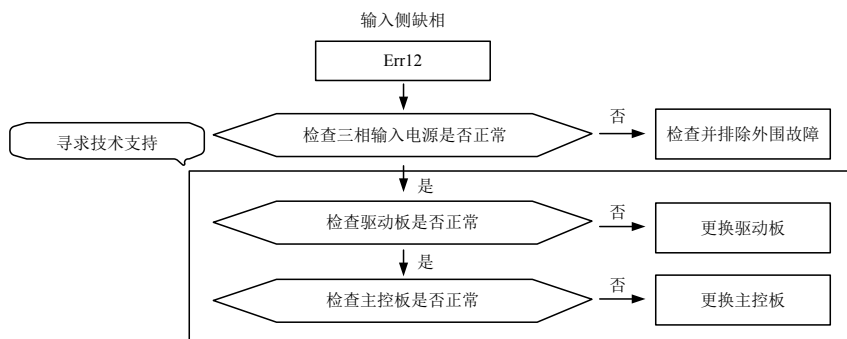 输入侧缺相
Err12
检查三相输入电源是否正常
否
检查并排除外围故障
寻求技术支持
是
检查驱动板是否正常
否
更换驱动板
是
检查主控板是否正常
否
更换主控板